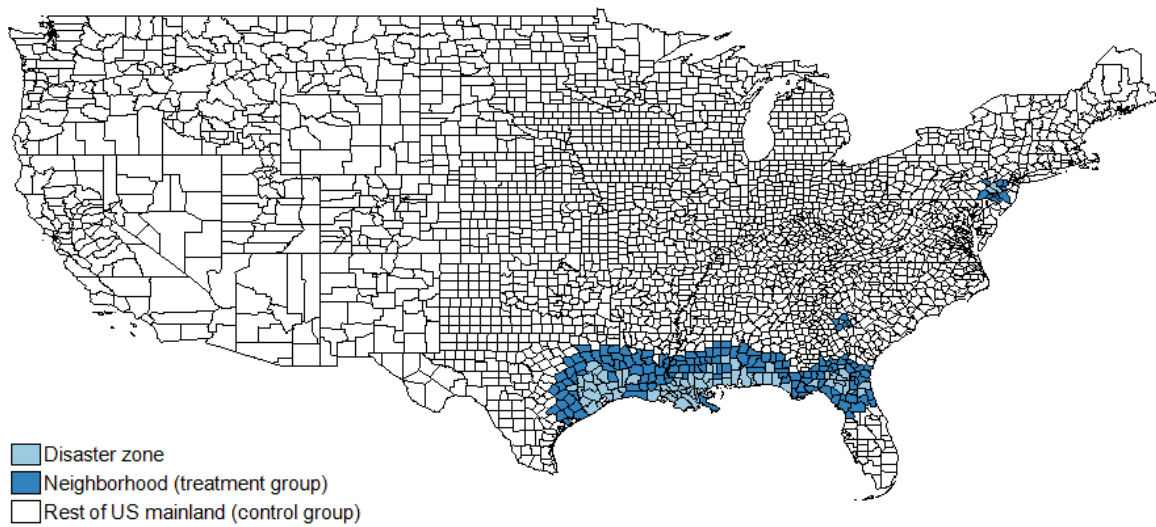 Disaster zone
Neighborhood (treatment group)
Rest of US mainland (control group)